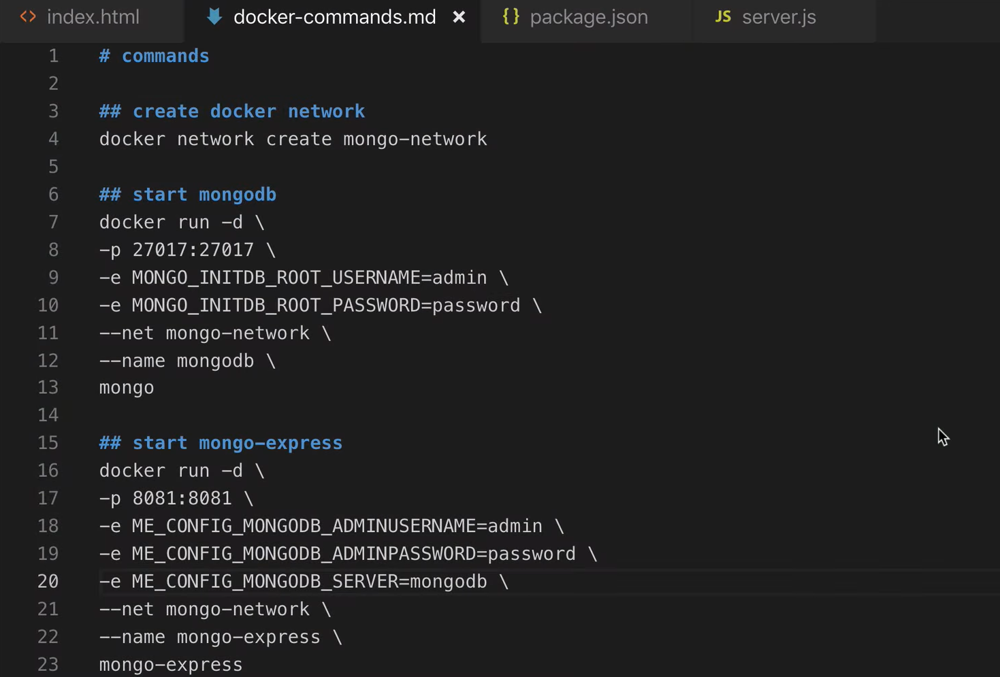 <> index.html docker-commands.md × {} package.json JS server.js
1 # commands
2
3 ## create docker network
4 docker network create mongo-network
5
6 ## start mongodb
7 docker run -d \
8 -p 27017:27017 \
9 -e MONGO_INITDB_ROOT_USERNAME=admin \
10 -e MONGO_INITDB_ROOT_PASSWORD=password \
11 --net mongo-network \
12 --name mongodb \
13 mongo
14
15 ## start mongo-express
16 docker run -d \
17 -p 8081:8081 \
18 -e ME_CONFIG_MONGODB_ADMINUSERNAME=admin \
19 -e ME_CONFIG_MONGODB_ADMINPASSWORD=password \
20 -e ME_CONFIG_MONGODB_SERVER=mongodb \
21 --net mongo-network \
22 --name mongo-express \
23 mongo-express